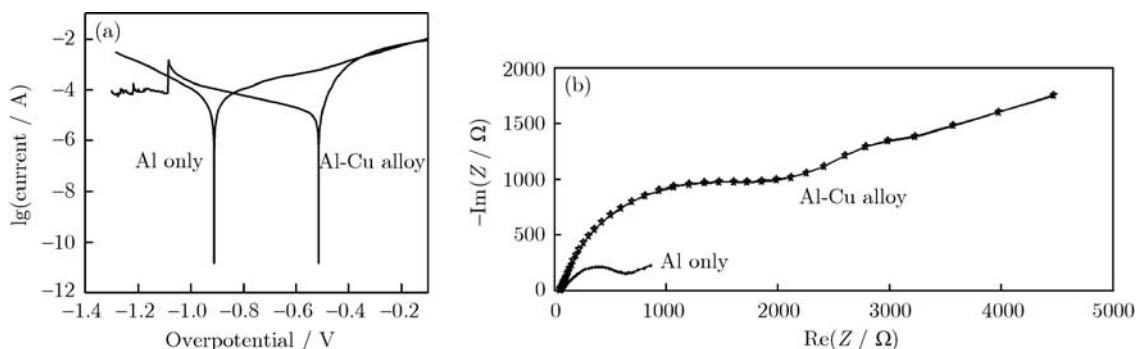 (a)
−2
−4
−6
−8
−10
−12
lg(current / A)
Al only
Al-Cu alloy
−1.4 −1.2 −1.0 −0.8 −0.6 −0.4 −0.2
Overpotential / V
(b)
2000
1500
1000
500
0
−Im(Z / Ω)
Al-Cu alloy
Al only
0 1000 2000 3000 4000 5000
Re(Z / Ω)